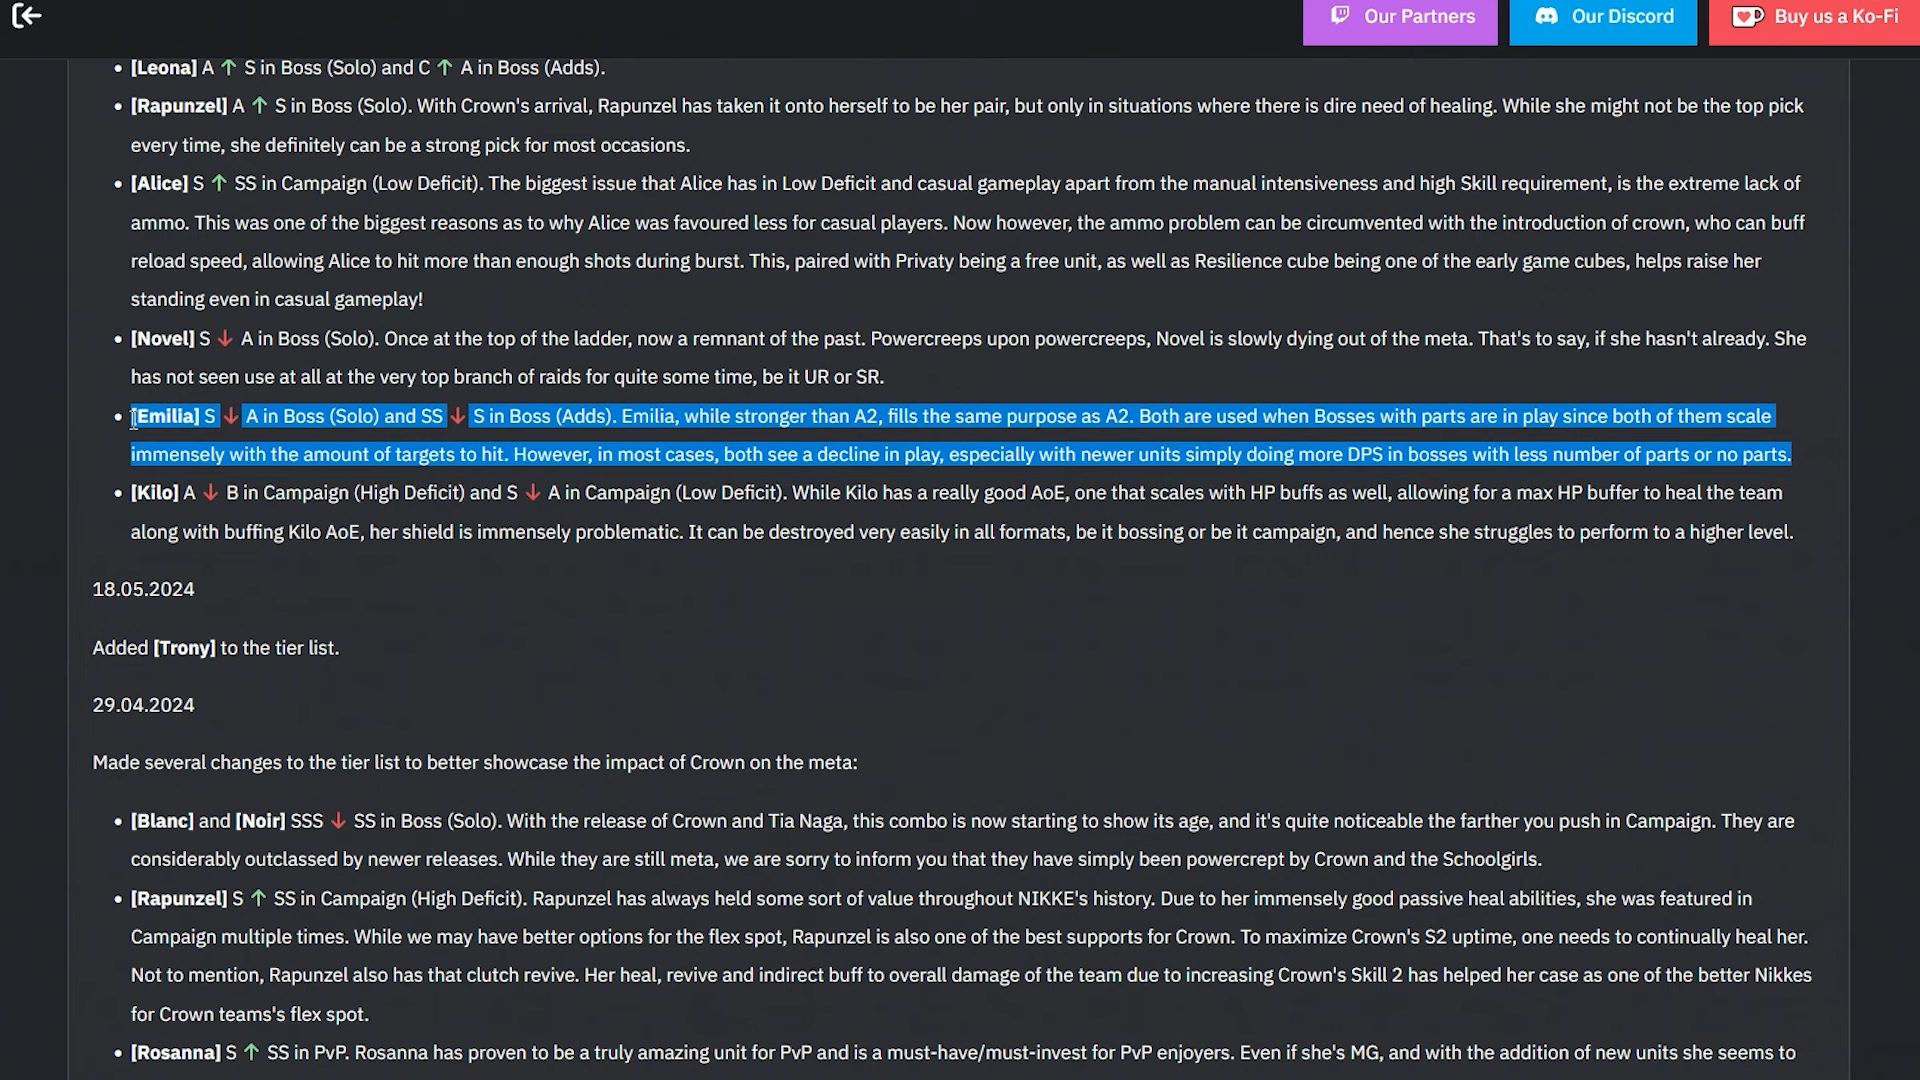 Our Partners
Our Discord
Buy us a Ko-Fi
• [Leona] A ↑ S in Boss (Solo) and C ↑ A in Boss (Adds).
• [Rapunzel] A ↑ S in Boss (Solo). With Crown's arrival, Rapunzel has taken it onto herself to be her pair, but only in situations where there is dire need of healing. While she might not be the top pick
every time, she definitely can be a strong pick for most occasions.
• [Alice] S ↑ SS in Campaign (Low Deficit). The biggest issue that Alice has in Low Deficit and casual gameplay apart from the manual intensiveness and high Skill requirement, is the extreme lack of
ammo. This was one of the biggest reasons as to why Alice was favoured less for casual players. Now however, the ammo problem can be circumvented with the introduction of crown, who can buff
reload speed, allowing Alice to hit more than enough shots during burst. This, paired with Privaty being a free unit, as well as Resilience cube being one of the early game cubes, helps raise her
standing even in casual gameplay!
• [Novel] S ↓ A in Boss (Solo). Once at the top of the ladder, now a remnant of the past. Powercreeps upon powercreeps, Novel is slowly dying out of the meta. That's to say, if she hasn't already. She
has not seen use at all at the very top branch of raids for quite some time, be it UR or SR.
• [Emilia] S ↓ A in Boss (Solo) and SS ↓ S in Boss (Adds). Emilia, while stronger than A2, fills the same purpose as A2. Both are used when Bosses with parts are in play since both of them scale
immensely with the amount of targets to hit. However, in most cases, both see a decline in play, especially with newer units simply doing more DPS in bosses with less number of parts or no parts.
• [Kilo] A ↓ B in Campaign (High Deficit) and S ↓ A in Campaign (Low Deficit). While Kilo has a really good AoE, one that scales with HP buffs as well, allowing for a max HP buffer to heal the team
along with buffing Kilo AoE, her shield is immensely problematic. It can be destroyed very easily in all formats, be it bossing or be it campaign, and hence she struggles to perform to a higher level.
18.05.2024
Added [Trony] to the tier list.
29.04.2024
Made several changes to the tier list to better showcase the impact of Crown on the meta:
• [Blanc] and [Noir] SSS ↓ SS in Boss (Solo). With the release of Crown and Tia Naga, this combo is now starting to show its age, and it's quite noticeable the farther you push in Campaign. They are
considerably outclassed by newer releases. While they are still meta, we are sorry to inform you that they have simply been powercrept by Crown and the Schoolgirls.
• [Rapunzel] S ↑ SS in Campaign (High Deficit). Rapunzel has always held some sort of value throughout NIKKE's history. Due to her immensely good passive heal abilities, she was featured in
Campaign multiple times. While we may have better options for the flex spot, Rapunzel is also one of the best supports for Crown. To maximize Crown's S2 uptime, one needs to continually heal her.
Not to mention, Rapunzel also has that clutch revive. Her heal, revive and indirect buff to overall damage of the team due to increasing Crown's Skill 2 has helped her case as one of the better Nikkes
for Crown teams's flex spot.
• [Rosanna] S ↑ SS in PvP. Rosanna has proven to be a truly amazing unit for PvP and is a must-have/must-invest for PvP enjoyers. Even if she's MG, and with the addition of new units she seems to